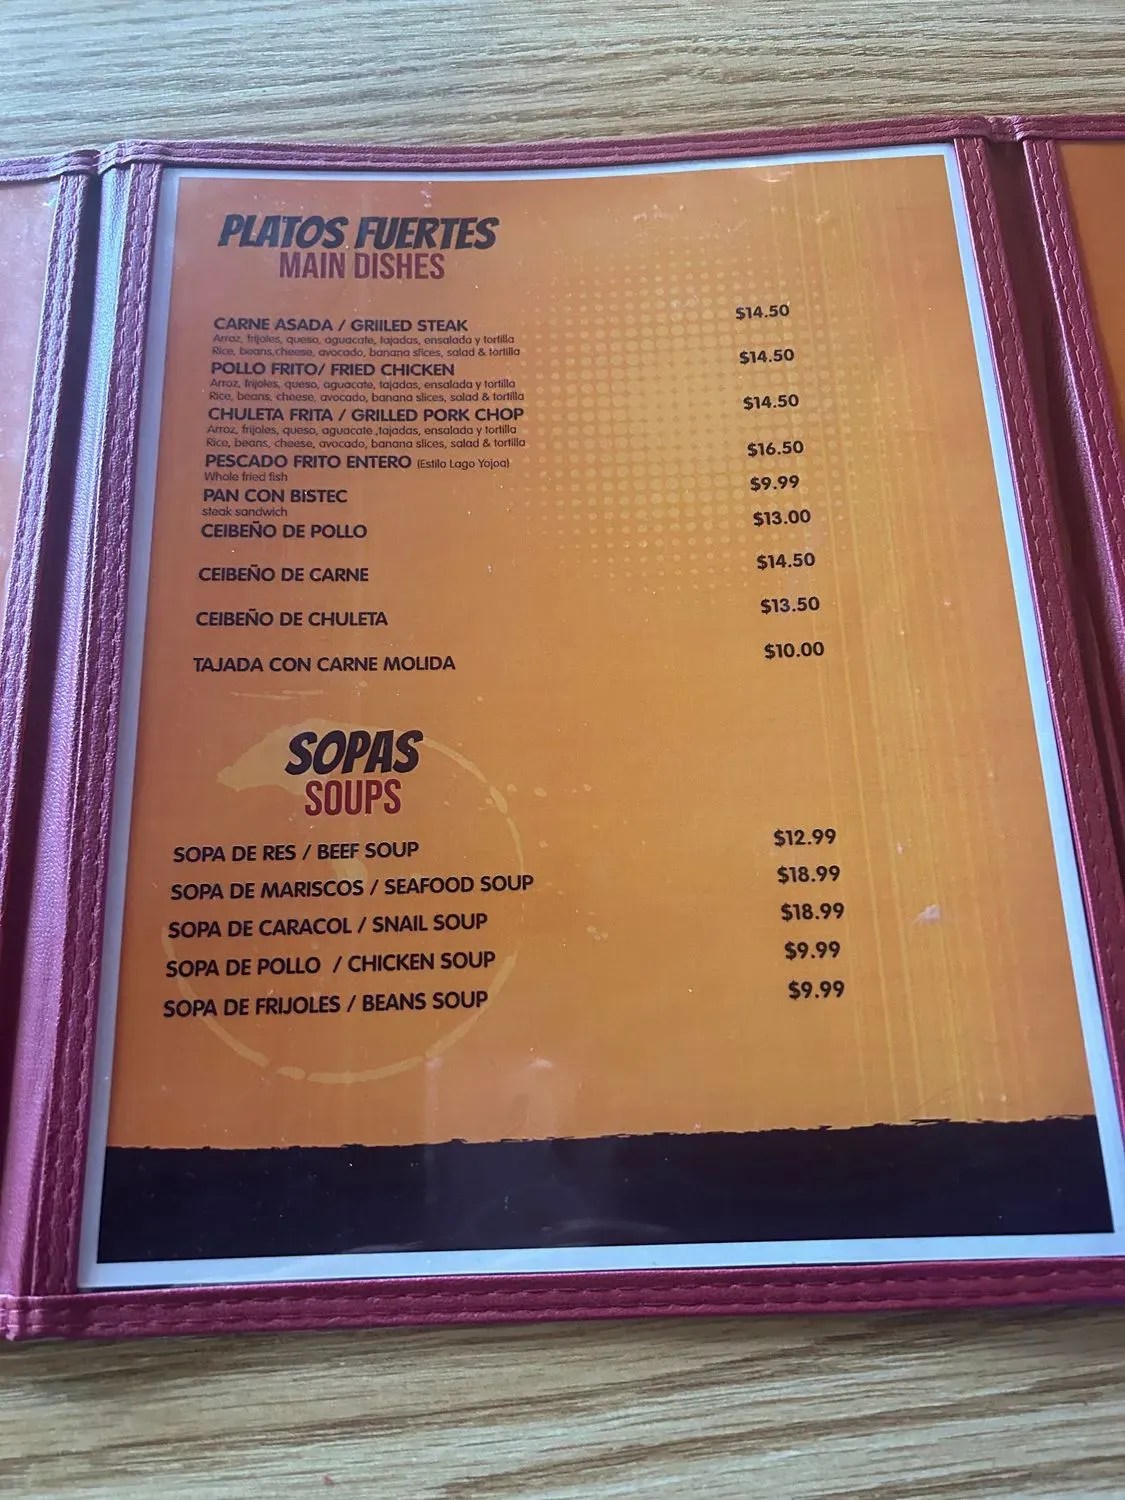 PLATOS FUERTES
MAIN DISHES
CARNE ASADA / GRIILED STEAK $14.50
Arroz, frijoles, queso, aguacate, tajadas, ensalada y tortilla
Rice, beans,cheese, avocado, banana slices, salad & tortilla
POLLO FRITO/ FRIED CHICKEN $14.50
Arroz, frijoles, queso, aguacate, tajadas, ensalada y tortilla
Rice, beans, cheese, avocado, banana slices, salad & tortilla
CHULETA FRITA / GRILLED PORK CHOP $14.50
Arroz, frijoles, queso, aguacate ,tajadas, ensalada y tortilla
Rice, beans, cheese, avocado, banana slices, salad & tortilla
PESCADO FRITO ENTERO (Estilo Lago Yojoa) $16.50
Whole fried fish
PAN CON BISTEC $9.99
steak sandwich
CEIBEÑO DE POLLO $13.00
CEIBEÑO DE CARNE $14.50
CEIBEÑO DE CHULETA $13.50
TAJADA CON CARNE MOLIDA $10.00
SOPAS
SOUPS
SOPA DE RES / BEEF SOUP $12.99
SOPA DE MARISCOS / SEAFOOD SOUP $18.99
SOPA DE CARACOL / SNAIL SOUP $18.99
SOPA DE POLLO / CHICKEN SOUP $9.99
SOPA DE FRIJOLES / BEANS SOUP $9.99